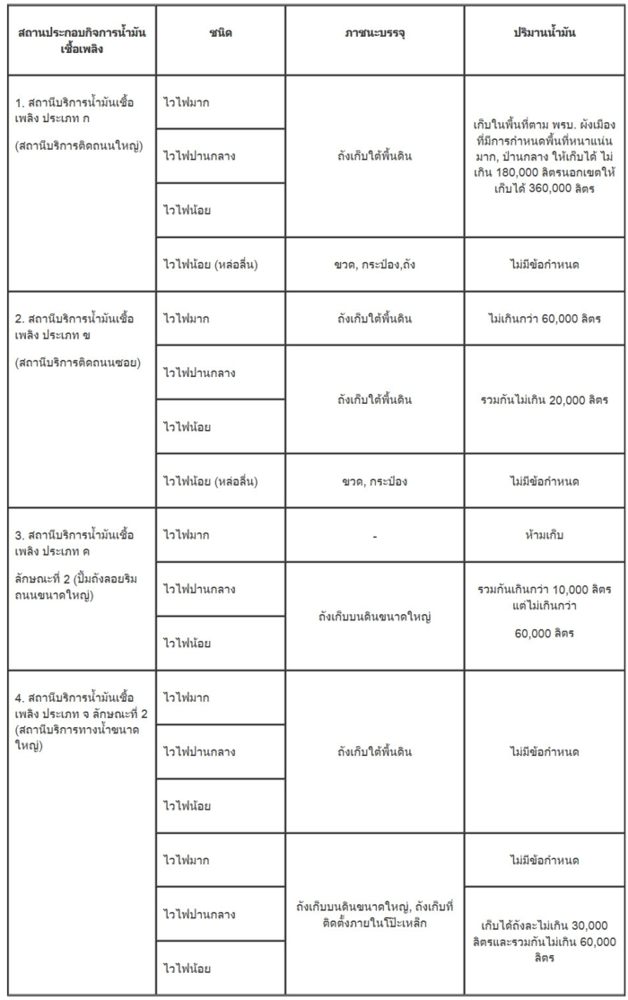 สถานประกอบกิจการน้ำมัน
เชื้อเพลิง
ชนิด
ภาชนะบรรจุ
ปริมานน้ำมัน
1. สถานีบริการน้ำมันเชื้อ
เพลิง ประเภท ก
(สถานีบริการติดถนนใหญ่)
ไวไฟมาก
ไวไฟปานกลาง
ไวไฟน้อย
ถังเก็บใต้พื้นดิน
เก็บในพื้นที่ตาม พรบ. ผังเมือง
ที่มีการกำหนดพื้นที่หนาแน่น
มาก, ปานกลาง ให้เก็บได้ ไม่
เกิน 180,000 ลิตรนอกเขตให้
เก็บได้ 360,000 ลิตร
ไวไฟน้อย (หล่อลื่น)
ขวด, กระป๋อง,ถัง
ไม่มีข้อกำหนด
2. สถานีบริการน้ำมันเชื้อ
เพลิง ประเภท ข
(สถานีบริการติดถนนซอย)
ไวไฟมาก
ถังเก็บใต้พื้นดิน
ไม่เกินกว่า 60,000 ลิตร
ไวไฟปานกลาง
ไวไฟน้อย
ถังเก็บใต้พื้นดิน
รวมกันไม่เกิน 20,000 ลิตร
ไวไฟน้อย (หล่อลื่น)
ขวด, กระป๋อง
ไม่มีข้อกำหนด
3. สถานีบริการน้ำมันเชื้อ
เพลิง ประเภท ค
ลักษณะที่ 2 (ปั๊มถังลอยริม
ถนนขนาดใหญ่)
ไวไฟมาก
-
ห้ามเก็บ
ไวไฟปานกลาง
ไวไฟน้อย
ถังเก็บบนดินขนาดใหญ่
รวมกันเกินกว่า 10,000 ลิตร
แต่ไม่เกินกว่า
60,000 ลิตร
4. สถานีบริการน้ำมันเชื้อ
เพลิง ประเภท จ ลักษณะที่ 2
(สถานีบริการทางน้ำขนาด
ใหญ่)
ไวไฟมาก
ไวไฟปานกลาง
ไวไฟน้อย
ถังเก็บใต้พื้นดิน
ไม่มีข้อกำหนด
ไวไฟมาก
ไวไฟปานกลาง
ไวไฟน้อย
ถังเก็บบนดินขนาดใหญ่, ถังเก็บที่
ติดตั้งภายในโป๊ะเหล็ก
ไม่มีข้อกำหนด
เก็บได้ถังละไม่เกิน 30,000
ลิตรและรวมกันไม่เกิน 60,000
ลิตร